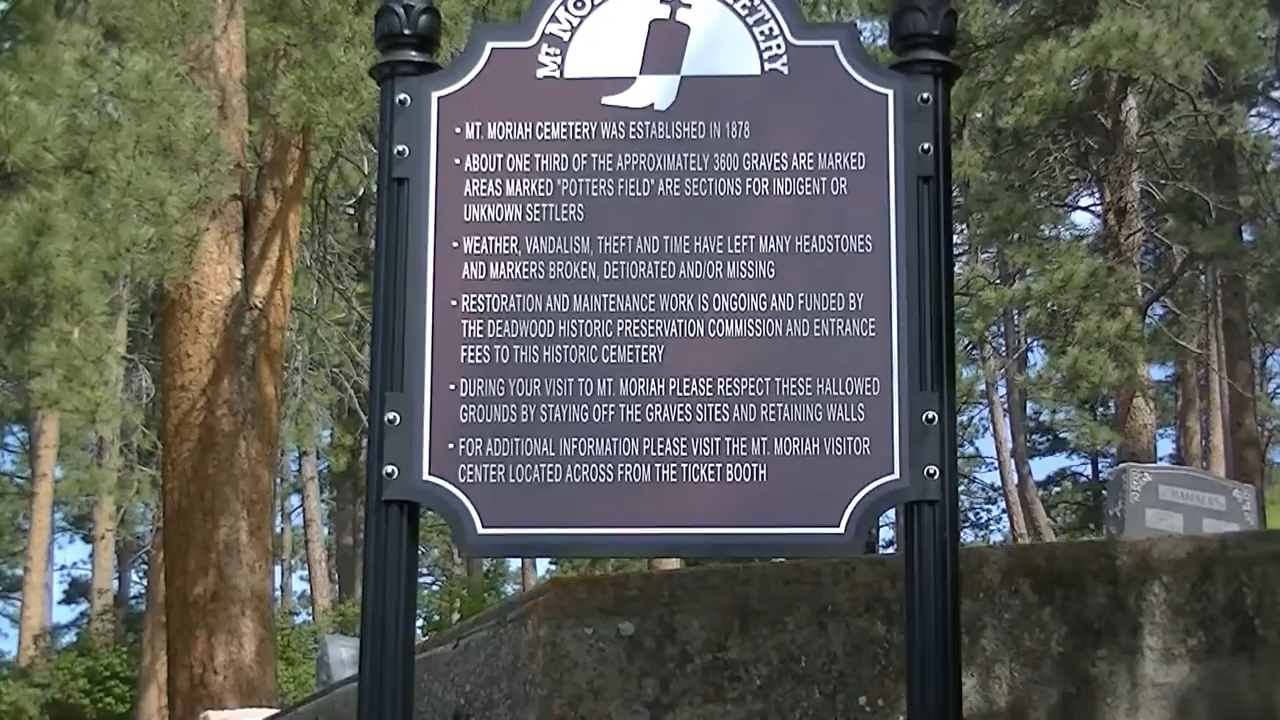 MT. MO ETERY
• MT. MORIAH CEMETERY WAS ESTABLISHED IN 1878
• ABOUT ONE THIRD OF THE APPROXIMATELY 3600 GRAVES ARE MARKED
AREAS MARKED "POTTERS FIELD" ARE SECTIONS FOR INDIGENT OR
UNKNOWN SETTLERS
• WEATHER, VANDALISM, THEFT AND TIME HAVE LEFT MANY HEADSTONES
AND MARKERS BROKEN, DETIORATED AND/OR MISSING
• RESTORATION AND MAINTENANCE WORK IS ONGOING AND FUNDED BY
THE DEADWOOD HISTORIC PRESERVATION COMMISSION AND ENTRANCE
FEES TO THIS HISTORIC CEMETERY
• DURING YOUR VISIT TO MT. MORIAH PLEASE RESPECT THESE HALLOWED
GROUNDS BY STAYING OFF THE GRAVES SITES AND RETAINING WALLS
• FOR ADDITIONAL INFORMATION PLEASE VISIT THE MT. MORIAH VISITOR
CENTER LOCATED ACROSS FROM THE TICKET BOOTH
CHAMBERS